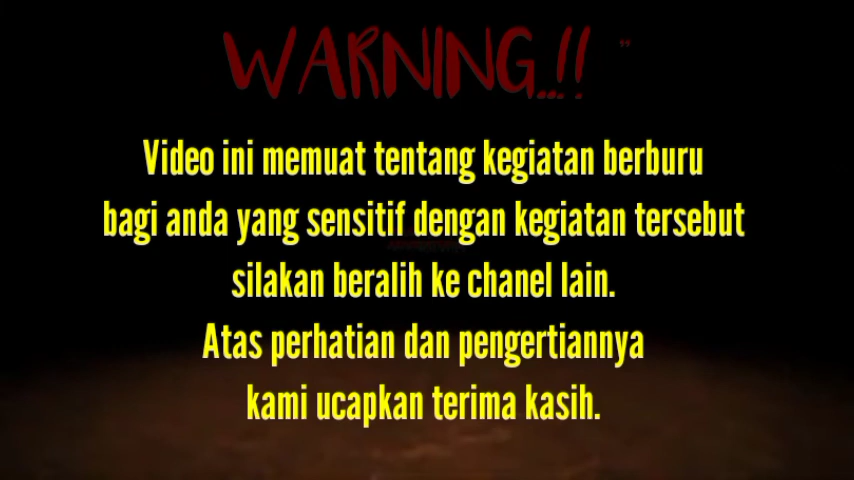 WARNING...!! "
Video ini memuat tentang kegiatan berburu
bagi anda yang sensitif dengan kegiatan tersebut
silakan beralih ke chanel lain.
Atas perhatian dan pengertiannya
kami ucapkan terima kasih.